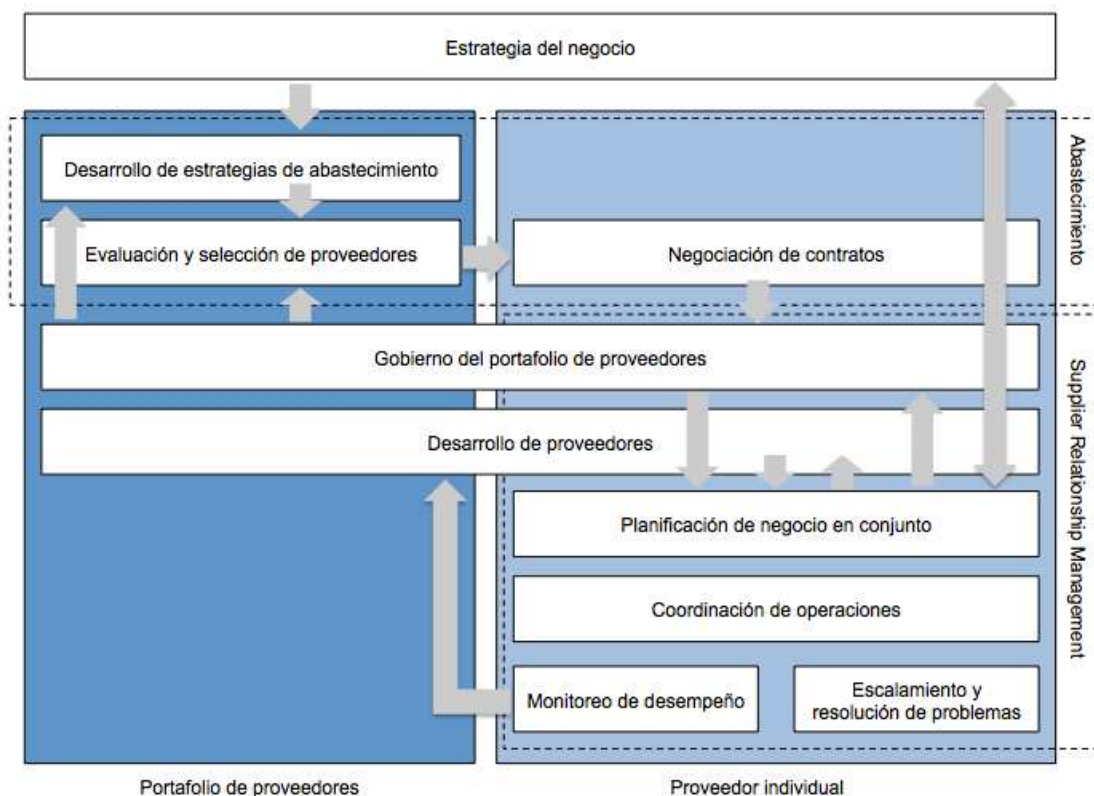 Estrategia del negocio
Desarrollo de estrategias de abastecimiento
Evaluación y selección de proveedores
Negociación de contratos
Abastecimiento
Gobierno del portafolio de proveedores
Desarrollo de proveedores
Planificación de negocio en conjunto
Coordinación de operaciones
Monitoreo de desempeño
Escalamiento y
resolución de problemas
Supplier Relationship Management
Portafolio de proveedores
Proveedor individual